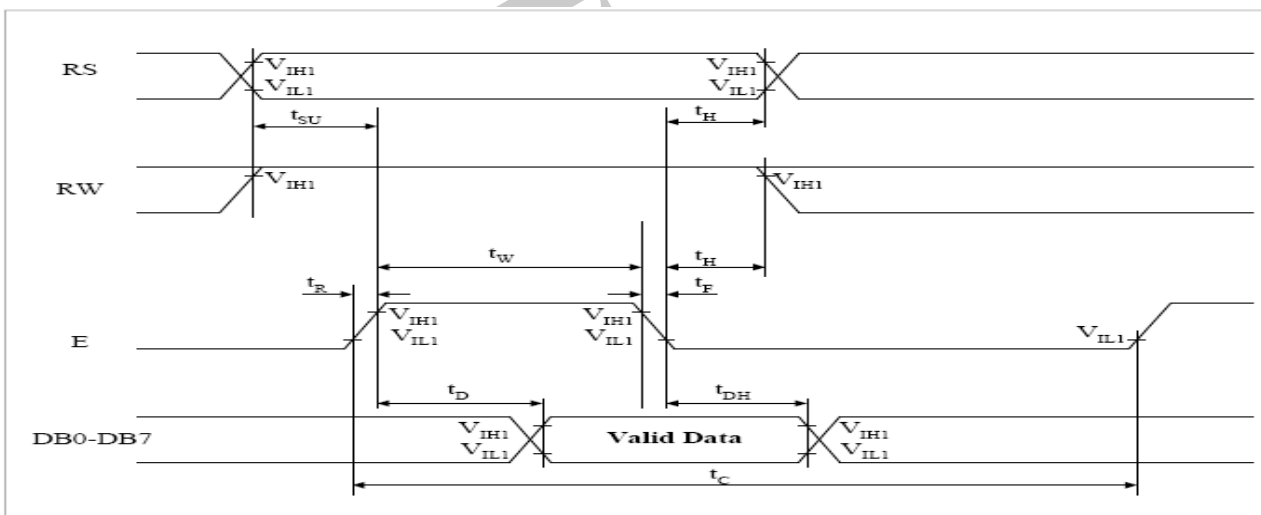 RS
V_IH1
V_IL1
V_IH1
V_IL1
t_SU
t_H
RW
V_IH1
V_IH1
t_W
t_H
t_R
t_F
E
V_IH1
V_IL1
V_IH1
V_IL1
V_IL1
t_D
t_DH
DB0-DB7
V_IH1
V_IL1
Valid Data
V_IH1
V_IL1
t_C